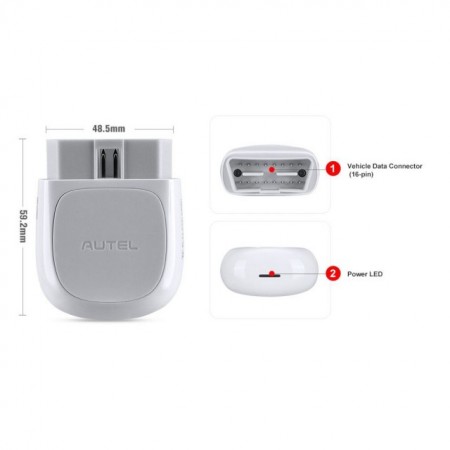 48.5mm
59.2mm
AUTEL
1
Vehicle Data Connector
(16-pin)
2
Power LED